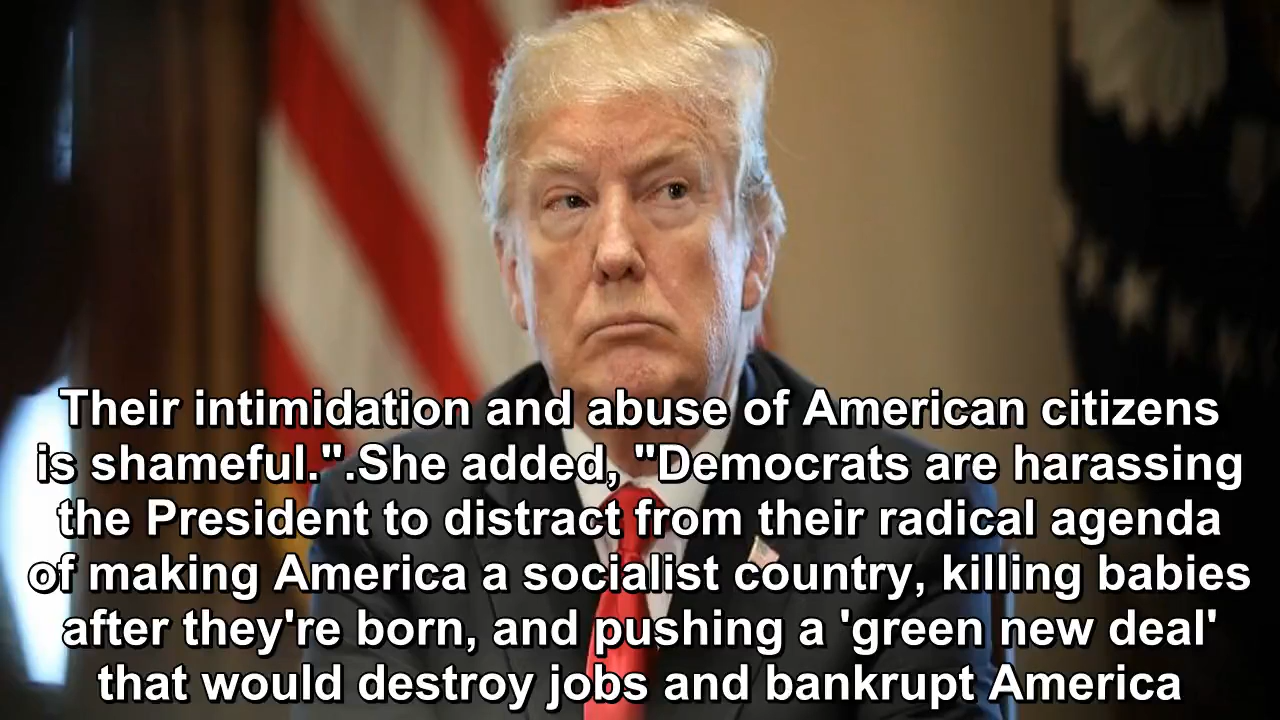 Their intimidation and abuse of American citizens
is shameful.".She added, "Democrats are harassing
the President to distract from their radical agenda
of making America a socialist country, killing babies
after they're born, and pushing a 'green new deal'
that would destroy jobs and bankrupt America